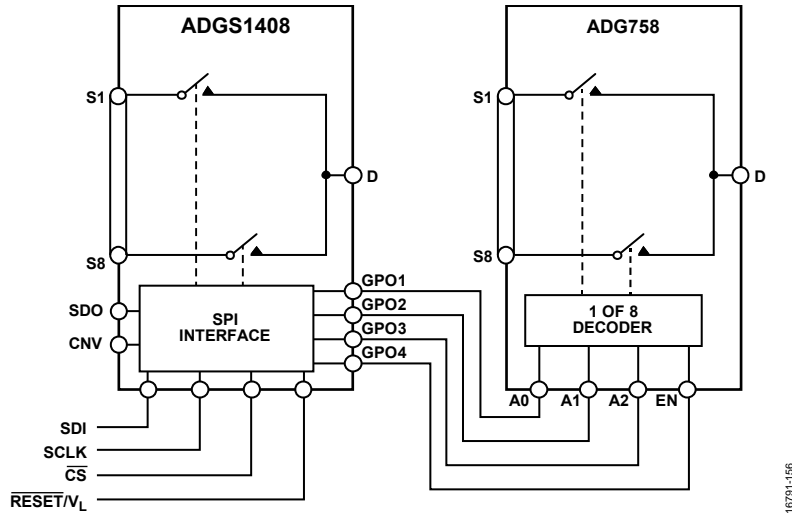 ADGS1408
S1
D
S8
SDO
CNV
SPI
INTERFACE
GPO1
GPO2
GPO3
GPO4
SDI
SCLK
CS
RESET/VL
ADG758
S1
D
S8
1 OF 8
DECODER
A0
A1
A2
EN
16791-156